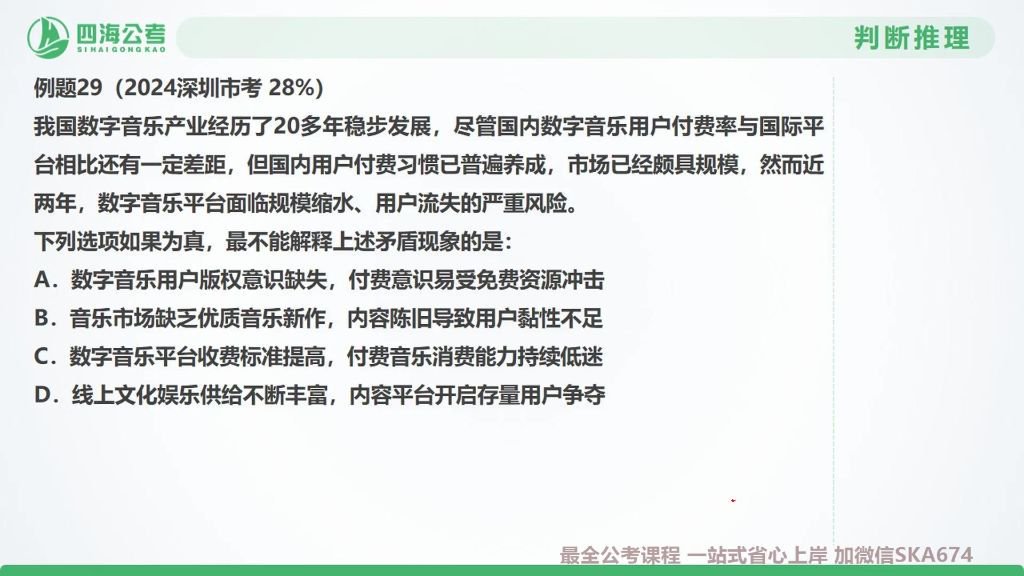 四海公考
SIHAIGONGKAO
判断推理
例题29（2024深圳市考 28%）
我国数字音乐产业经历了20多年稳步发展，尽管国内数字音乐用户付费率与国际平
台相比还有一定差距，但国内用户付费习惯已普遍养成，市场已经颇具规模，然而近
两年，数字音乐平台面临规模缩水、用户流失的严重风险。
下列选项如果为真，最不能解释上述矛盾现象的是：
A．数字音乐用户版权意识缺失，付费意识易受免费资源冲击
B．音乐市场缺乏优质音乐新作，内容陈旧导致用户黏性不足
C．数字音乐平台收费标准提高，付费音乐消费能力持续低迷
D．线上文化娱乐供给不断丰富，内容平台开启存量用户争夺
最全公考课程 一站式省心上岸 加微信SKA674